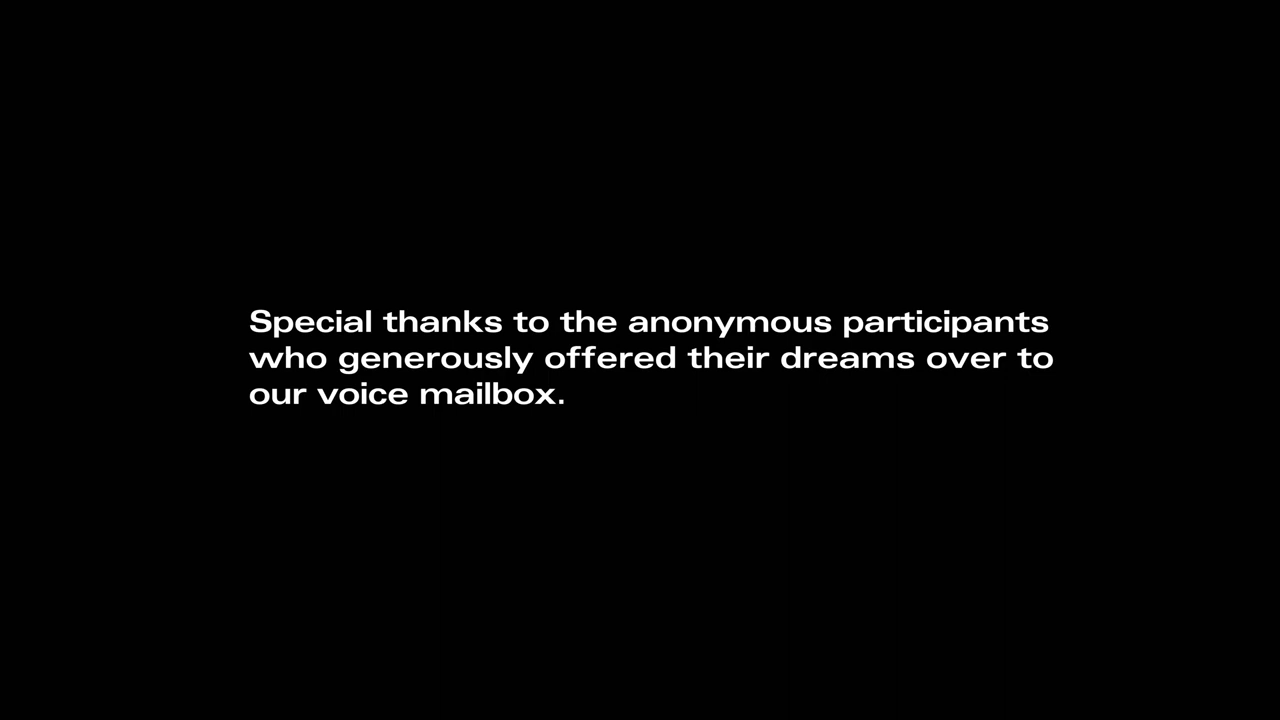 Special thanks to the anonymous participants
who generously offered their dreams over to
our voice mailbox.